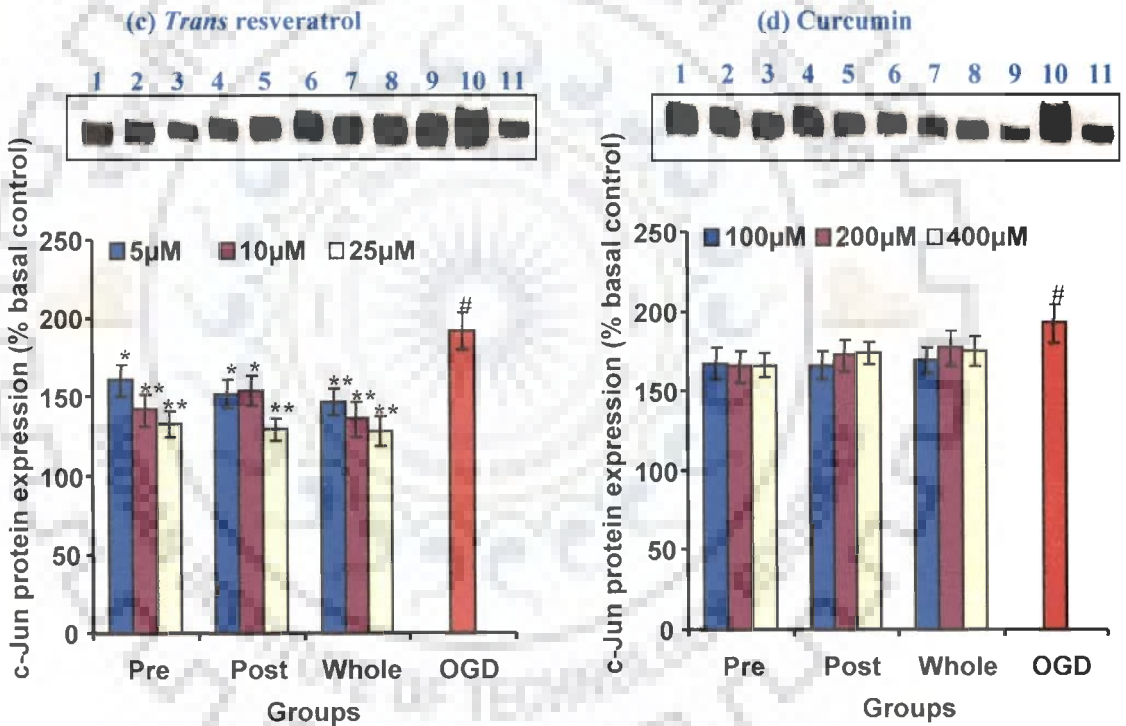 (c) Trans resveratrol
1 2 3 4 5 6 7 8 9 10 11
c-Jun protein expression (% basal control)
250
200
150
100
50
0
5µM 10µM 25µM
*
**
**
*
*
**
**
**
**
#
Pre Post Whole OGD
Groups
(d) Curcumin
1 2 3 4 5 6 7 8 9 10 11
c-Jun protein expression (% basal control)
250
200
150
100
50
0
100µM 200µM 400µM
#
Pre Post Whole OGD
Groups